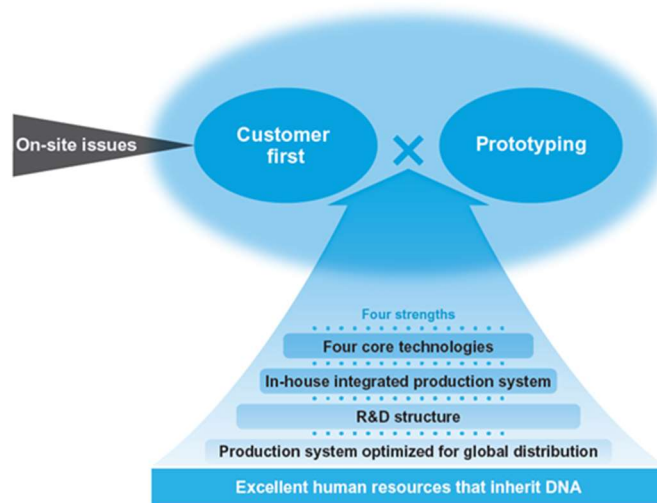 On-site issues
Customer
first
×
Prototyping
Four strengths
Four core technologies
In-house integrated production system
R&D structure
Production system optimized for global distribution
Excellent human resources that inherit DNA